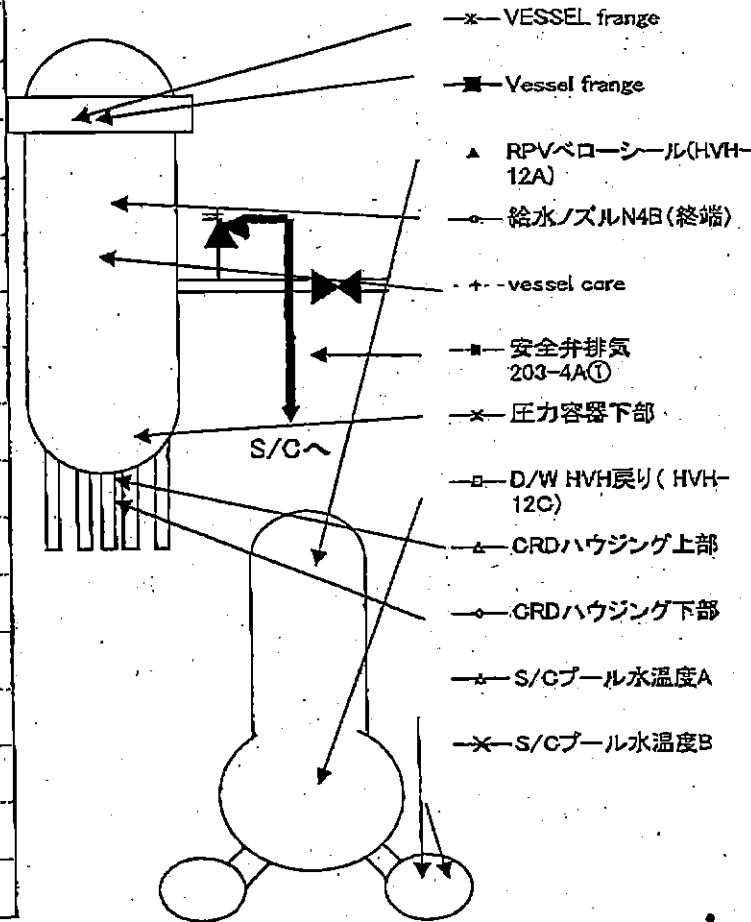 VESSEL frange
Vessel frange
RPVベローシール(HVH-
12A)
給水ノズルN4B(終端)
vessel core
安全弁排気
203-4A①
圧力容器下部
S/Cへ
D/W HVH戻り( HVH-
12C)
CRDハウジング上部
CRDハウジング下部
S/Cプール水温度A
S/Cプール水温度B